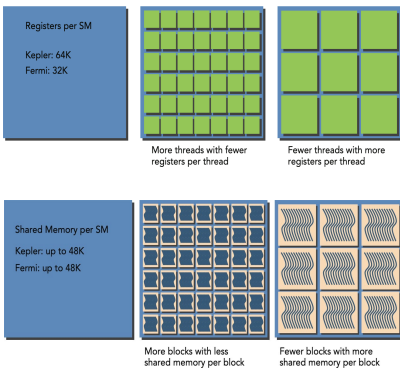 Registers per SM
Kepler: 64K
Fermi: 32K
More threads with fewer
registers per thread
Fewer threads with more
registers per thread
Shared Memory per SM
Kepler: up to 48K
Fermi: up to 48K
More blocks with less
shared memory per block
Fewer blocks with more
shared memory per block